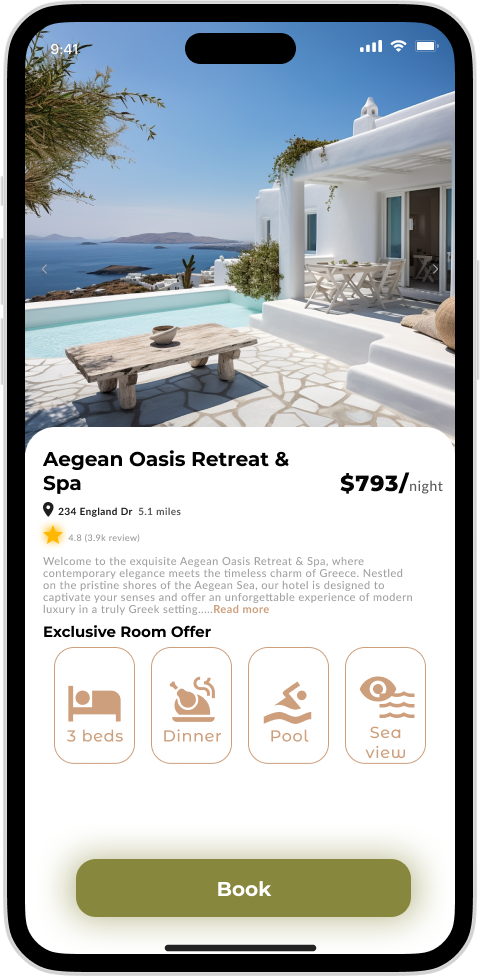 9:41
Aegean Oasis Retreat &
Spa
$793/night
234 England Dr 5.1 miles
4.8 (3.9k review)
Welcome to the exquisite Aegean Oasis Retreat & Spa, where
contemporary elegance meets the timeless charm of Greece. Nestled
on the pristine shores of the Aegean Sea, our hotel is designed to
captivate your senses and offer an unforgettable experience of modern
luxury in a truly Greek setting.....Read more
Exclusive Room Offer
3 beds
Dinner
Pool
Sea
view
Book